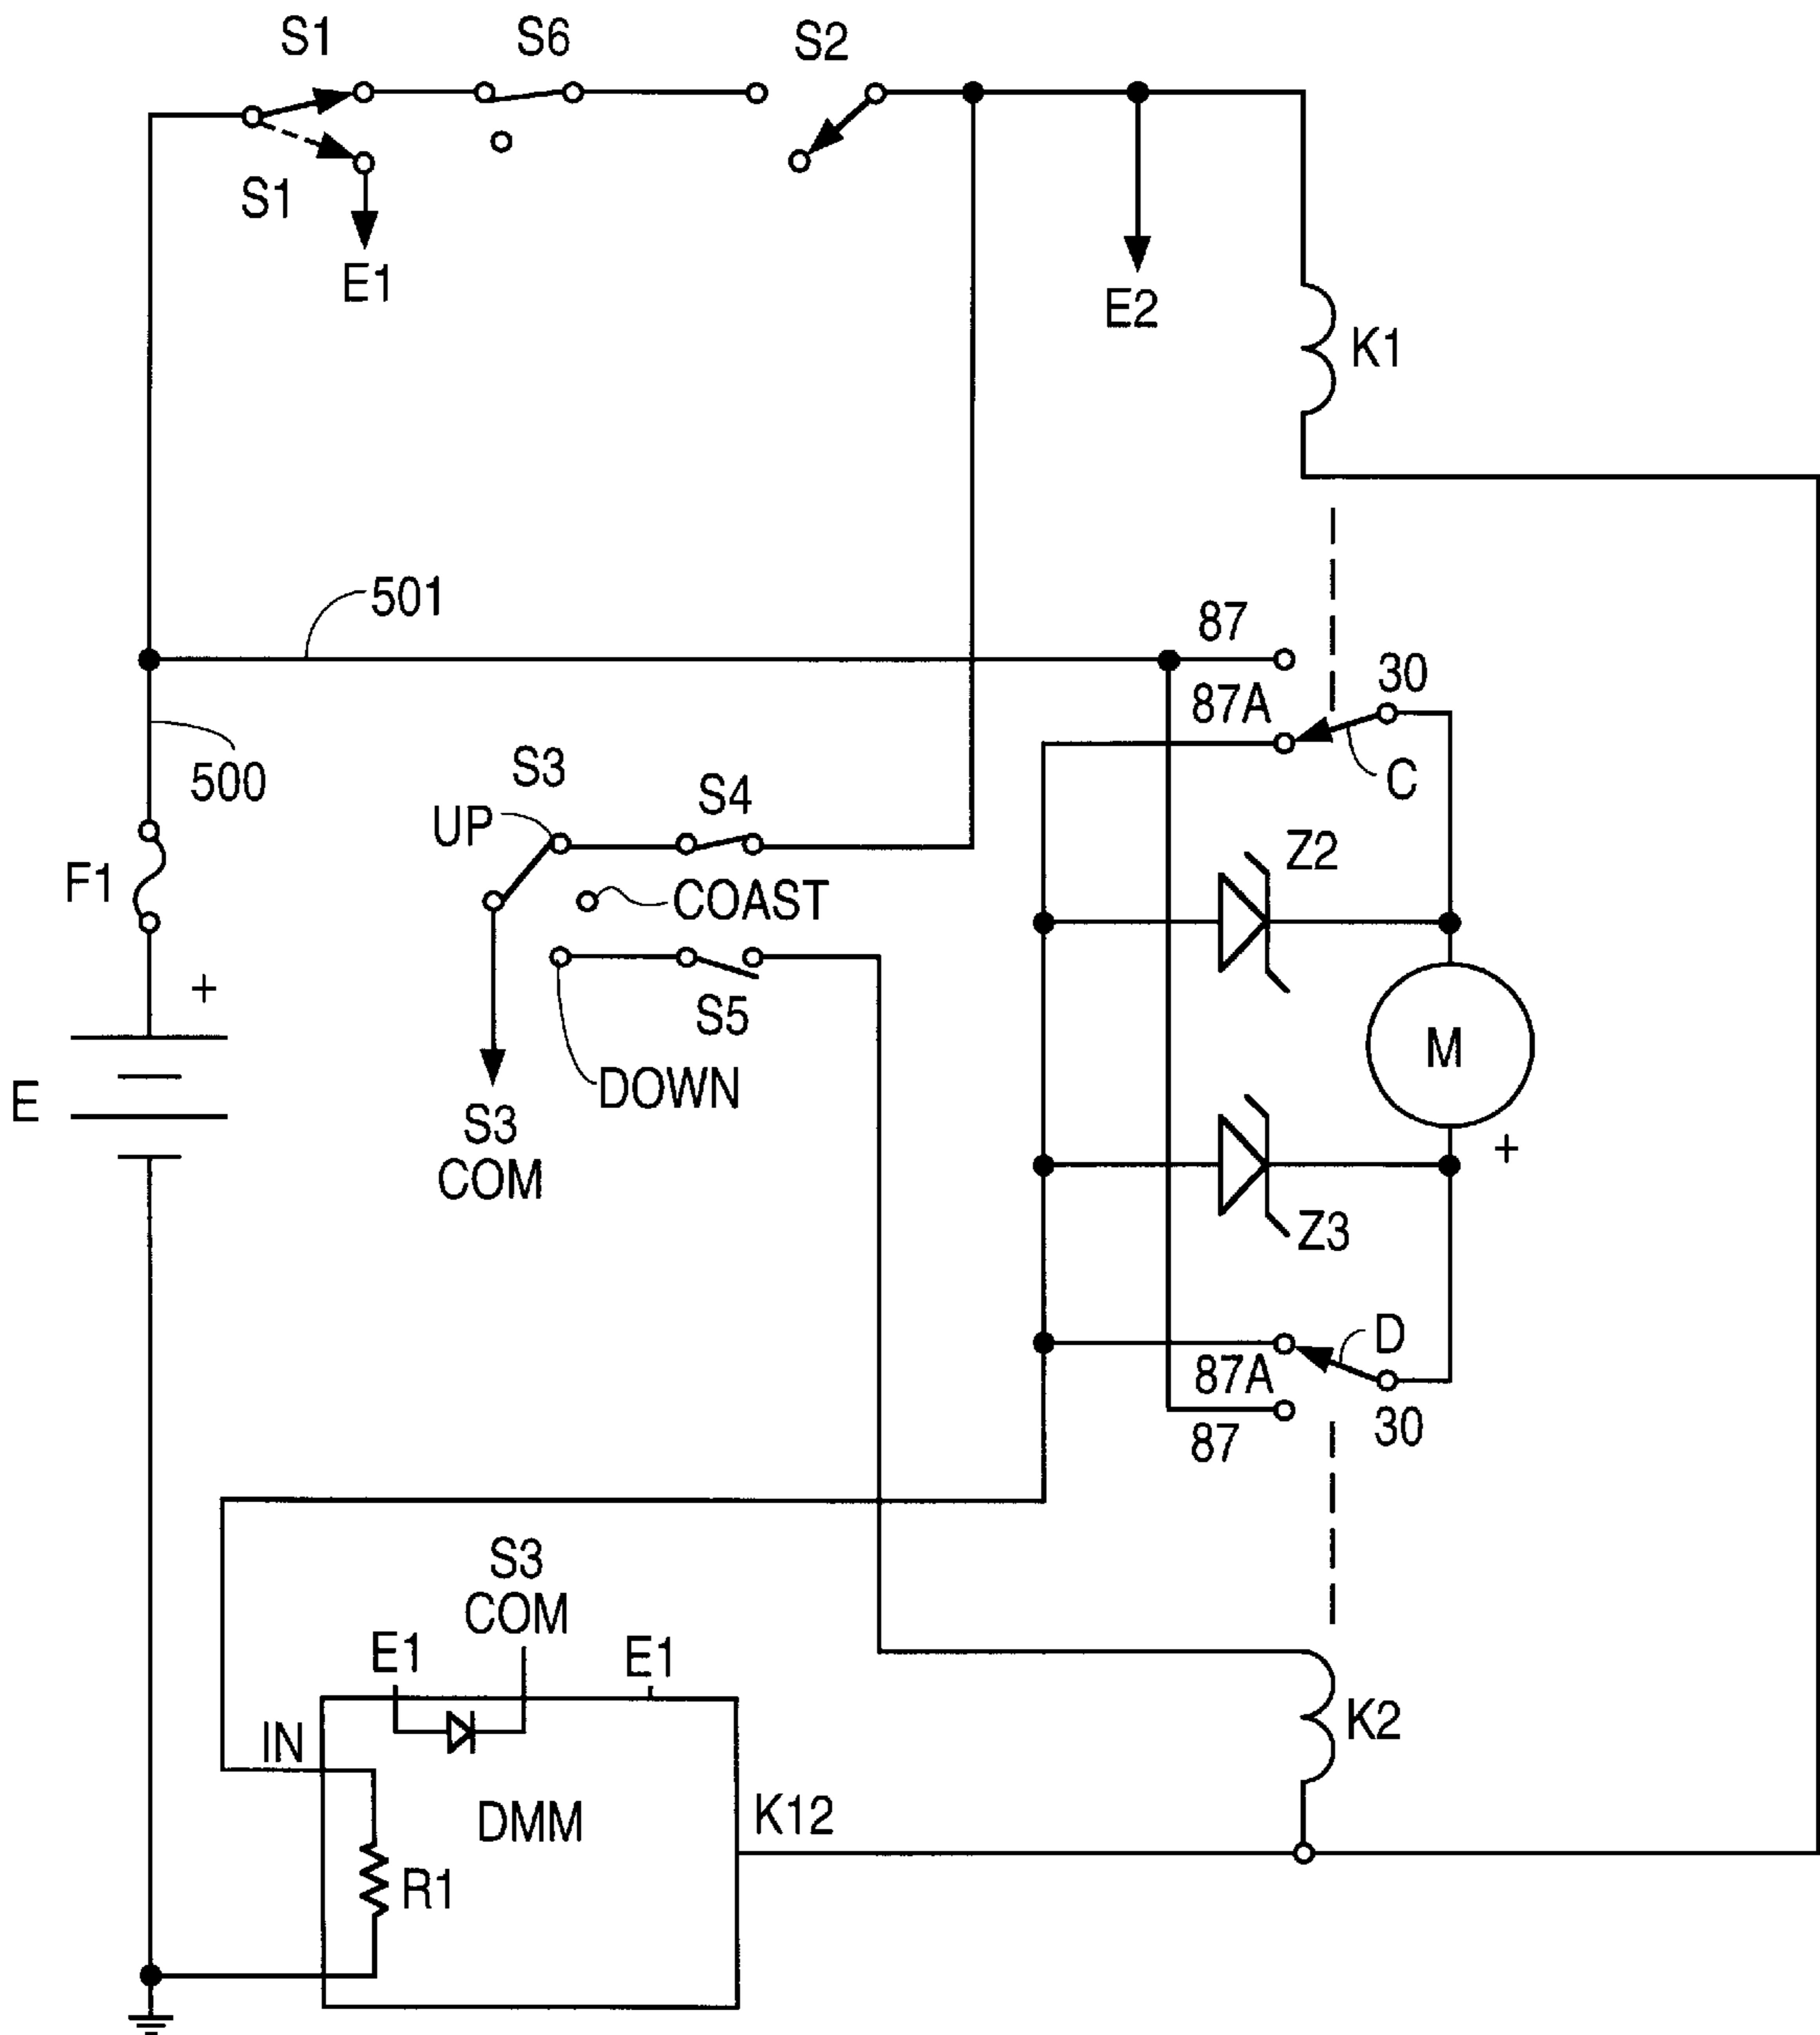 S1
S6
S2
S1
E1
E2
K1
501
87
30
87A
C
500
S3
S4
UP
Z2
F1
COAST
+
S5
M
E
DOWN
S3
COM
+
Z3
D
87A
30
87
S3
COM
E1
E1
IN
K2
K12
DMM
R1